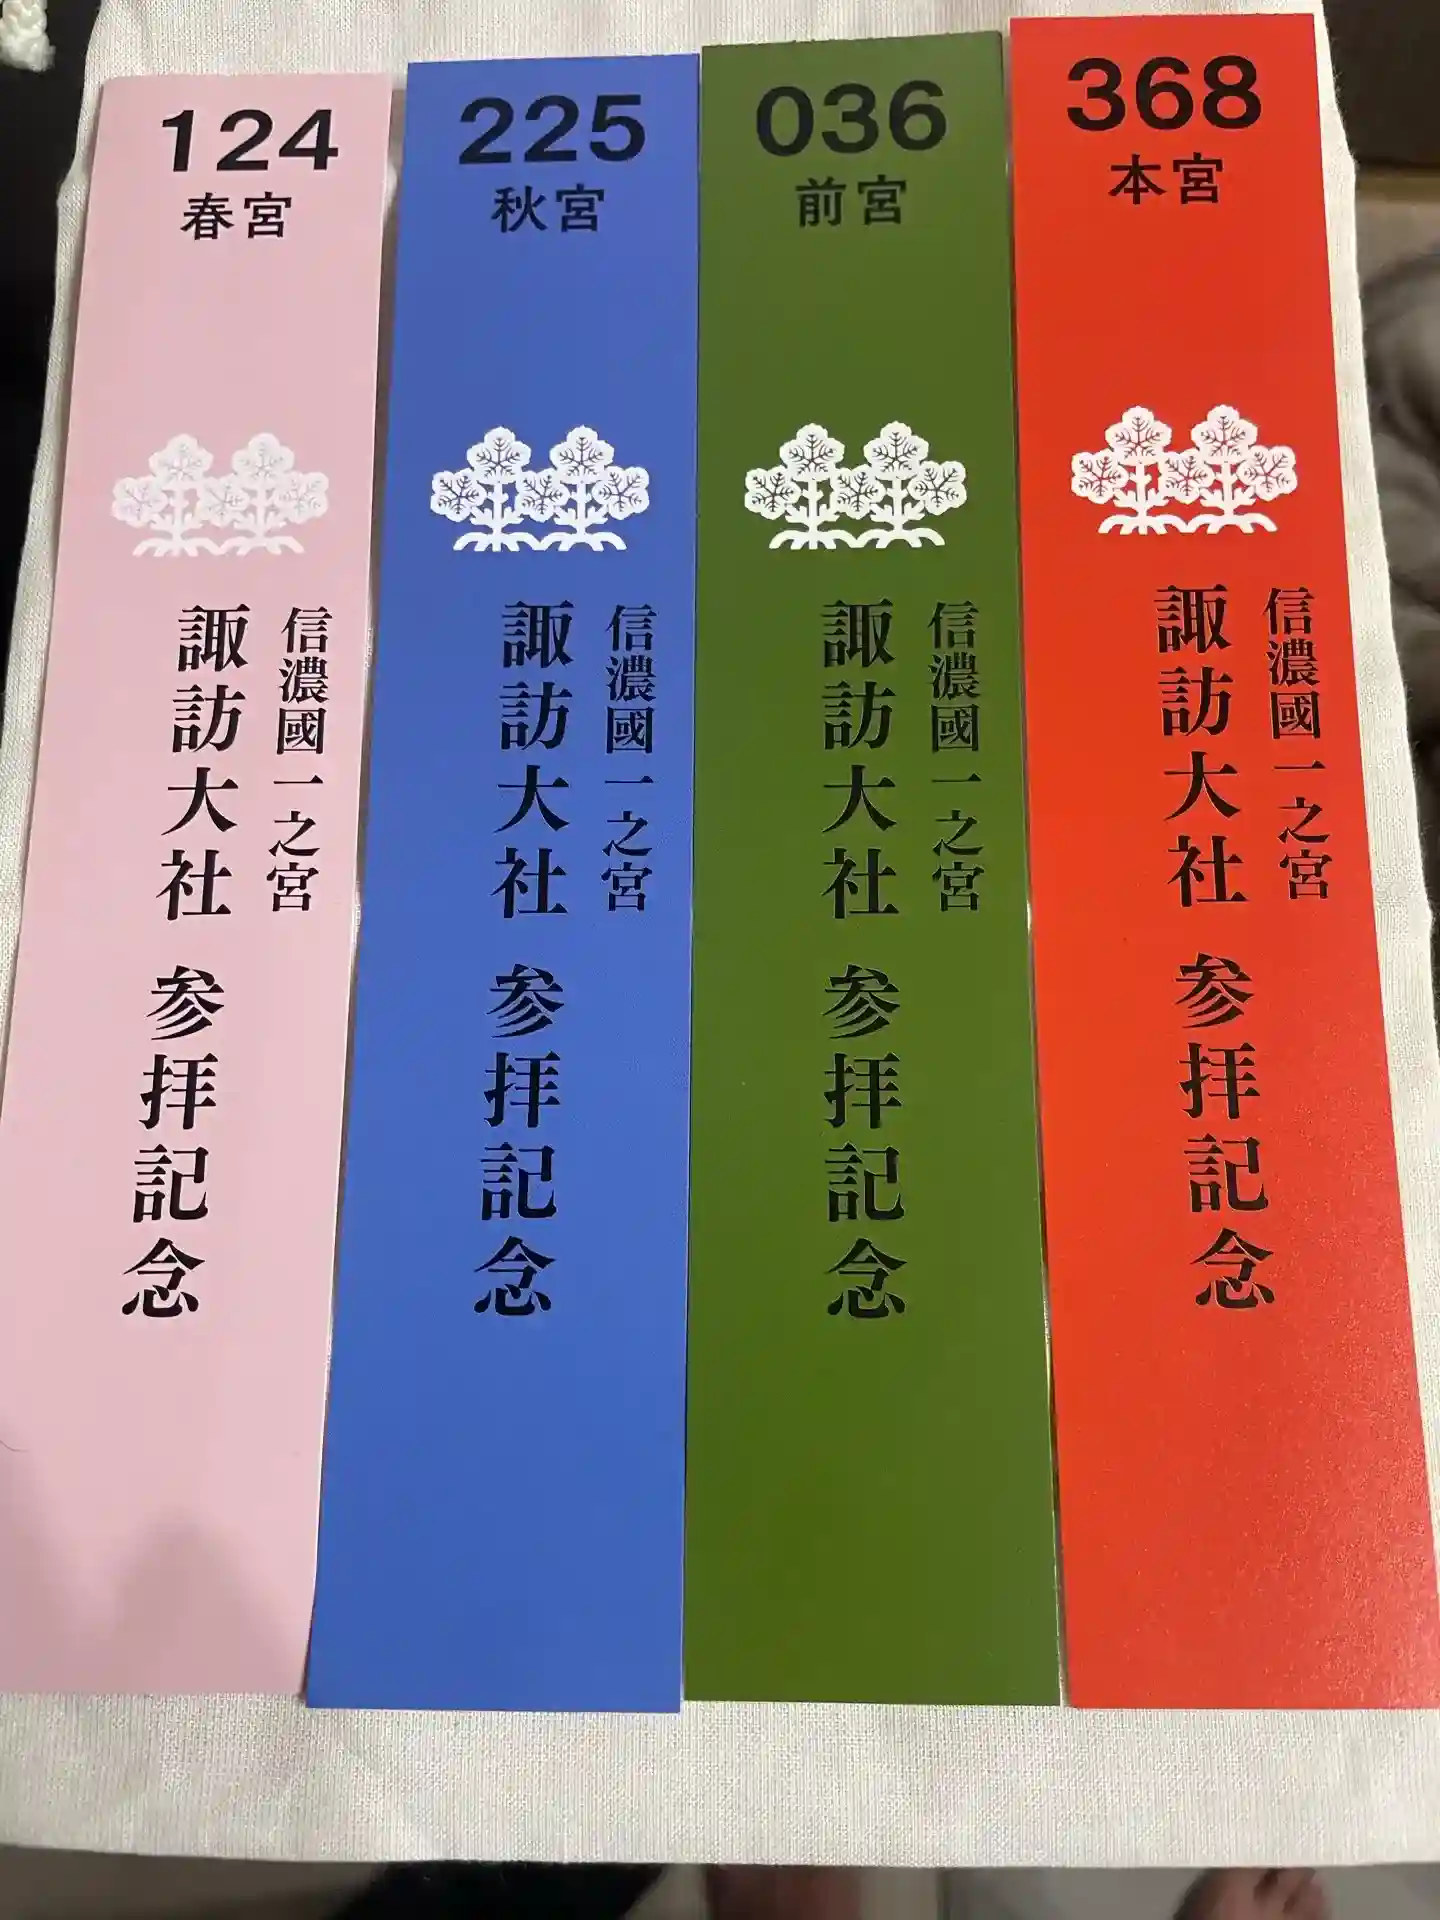 124
春宮
信濃國一之宮
諏訪大社 参拝記念
225
秋宮
信濃國一之宮
諏訪大社 参拝記念
036
前宮
信濃國一之宮
諏訪大社 参拝記念
368
本宮
信濃國一之宮
諏訪大社 参拝記念